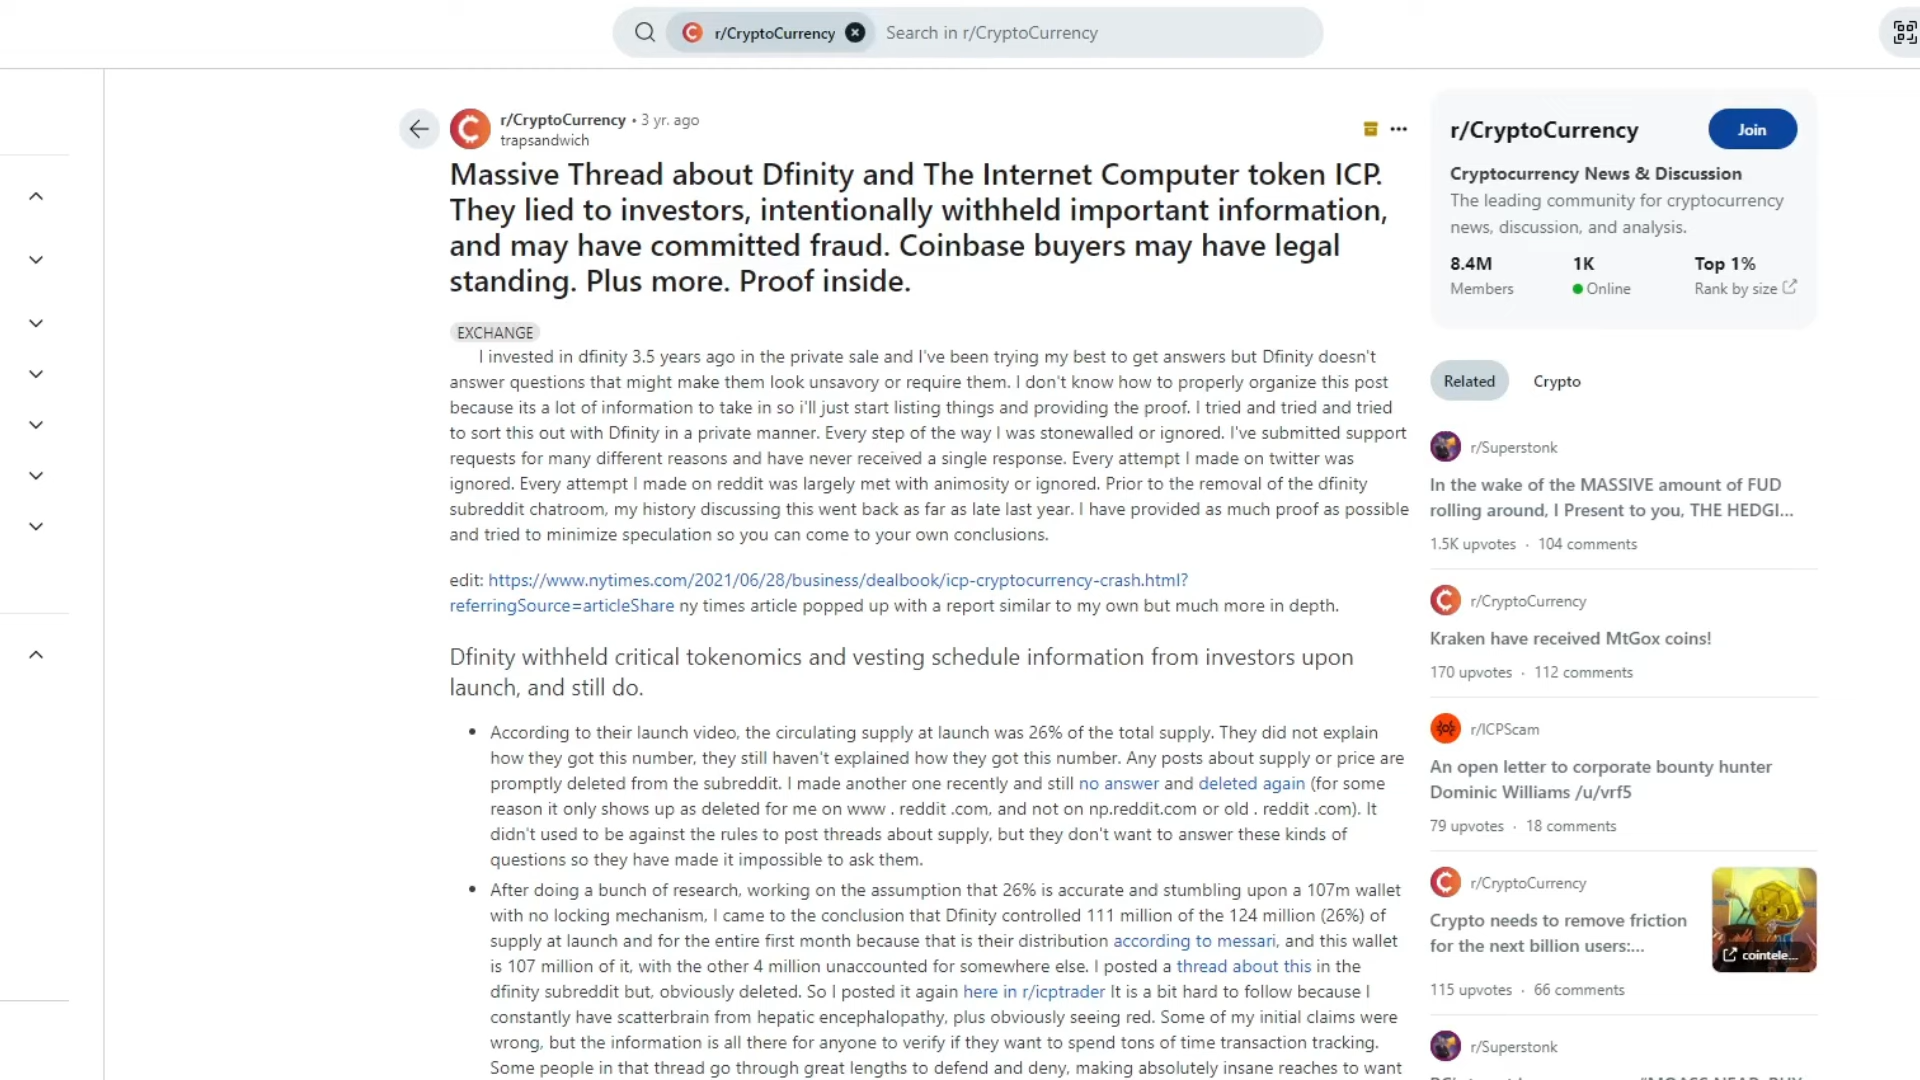 r/CryptoCurrency
Search in r/CryptoCurrency
r/CryptoCurrency • 3 yr. ago
trapsandwich
Massive Thread about Dfinity and The Internet Computer token ICP.
They lied to investors, intentionally withheld important information,
and may have committed fraud. Coinbase buyers may have legal
standing. Plus more. Proof inside.
EXCHANGE
I invested in dfinity 3.5 years ago in the private sale and I've been trying my best to get answers but Dfinity doesn't
answer questions that might make them look unsavory or require them. I don't know how to properly organize this post
because its a lot of information to take in so i'll just start listing things and providing the proof. I tried and tried and tried
to sort this out with Dfinity in a private manner. Every step of the way I was stonewalled or ignored. I've submitted support
requests for many different reasons and have never received a single response. Every attempt I made on twitter was
ignored. Every attempt I made on reddit was largely met with animosity or ignored. Prior to the removal of the dfinity
subreddit chatroom, my history discussing this went back as far as late last year. I have provided as much proof as possible
and tried to minimize speculation so you can come to your own conclusions.
edit: https://www.nytimes.com/2021/06/28/business/dealbook/icp-cryptocurrency-crash.html?
referringSource=articleShare ny times article popped up with a report similar to my own but much more in depth.
Dfinity withheld critical tokenomics and vesting schedule information from investors upon
launch, and still do.
• According to their launch video, the circulating supply at launch was 26% of the total supply. They did not explain
how they got this number, they still haven't explained how they got this number. Any posts about supply or price are
promptly deleted from the subreddit. I made another one recently and still no answer and deleted again (for some
reason it only shows up as deleted for me on www . reddit .com, and not on np.reddit.com or old . reddit .com). It
didn't used to be against the rules to post threads about supply, but they don't want to answer these kinds of
questions so they have made it impossible to ask them.
• After doing a bunch of research, working on the assumption that 26% is accurate and stumbling upon a 107m wallet
with no locking mechanism, I came to the conclusion that Dfinity controlled 111 million of the 124 million (26%) of
supply at launch and for the entire first month because that is their distribution according to messari, and this wallet
is 107 million of it, with the other 4 million unaccounted for somewhere else. I posted a thread about this in the
dfinity subreddit but, obviously deleted. So I posted it again here in r/icptrader It is a bit hard to follow because I
constantly have scatterbrain from hepatic encephalopathy, plus obviously seeing red. Some of my initial claims were
wrong, but the information is all there for anyone to verify if they want to spend tons of time transaction tracking.
Some people in that thread go through great lengths to defend and deny, making absolutely insane reaches to want
r/CryptoCurrency
Join
Cryptocurrency News & Discussion
The leading community for cryptocurrency
news, discussion, and analysis.
8.4M 1K Top 1%
Members Online Rank by size
Related Crypto
r/Superstonk
In the wake of the MASSIVE amount of FUD
rolling around, I Present to you, THE HEDGI...
1.5K upvotes · 104 comments
r/CryptoCurrency
Kraken have received MtGox coins!
170 upvotes · 112 comments
r/ICPScam
An open letter to corporate bounty hunter
Dominic Williams /u/vrf5
79 upvotes · 18 comments
r/CryptoCurrency
Crypto needs to remove friction
for the next billion users:...
cointele...
115 upvotes · 66 comments
r/Superstonk